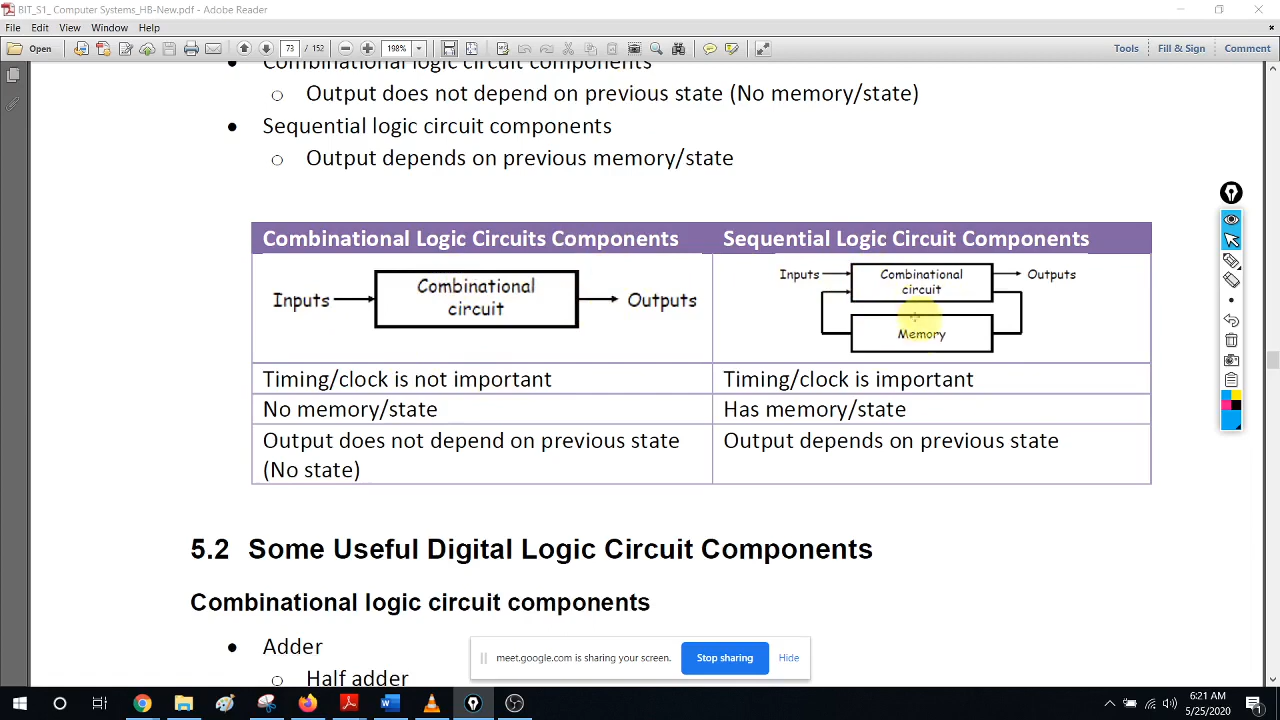 BIT_S1_ Computer Systems_HB-New.pdf - Adobe Reader
File Edit View Window Help
Open 73 / 152 198% Tools Fill & Sign Comment
Combinational logic circuit components
Output does not depend on previous state (No memory/state)
Sequential logic circuit components
Output depends on previous memory/state
Combinational Logic Circuits Components Sequential Logic Circuit Components
Inputs Combinational circuit Outputs
Inputs Combinational circuit Outputs
Memory
Timing/clock is not important Timing/clock is important
No memory/state Has memory/state
Output does not depend on previous state Output depends on previous state
(No state)
5.2 Some Useful Digital Logic Circuit Components
Combinational logic circuit components
Adder
Half adder
meet.google.com is sharing your screen. Stop sharing Hide
6:21 AM
5/25/2020
1